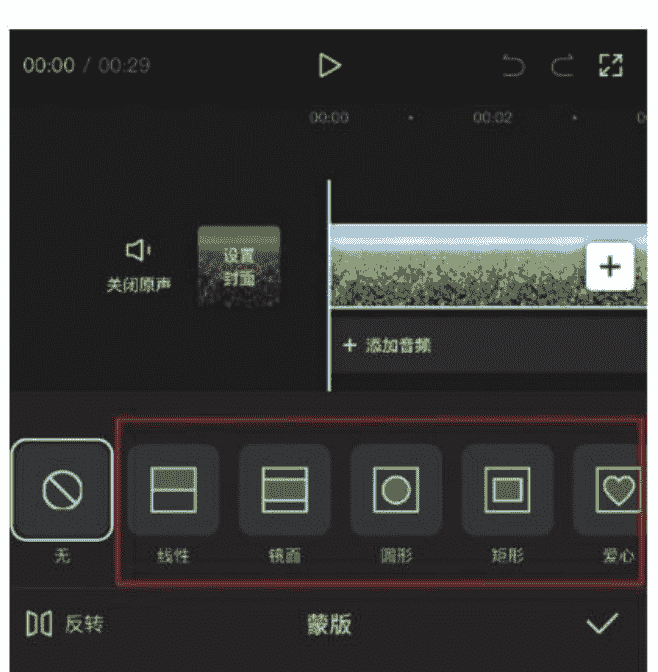 00:00 / 00:29
00:00 00:02
设置
封面
关闭原声
+ 添加音频
无 线性 镜面 圆形 矩形 爱心
反转 蒙版